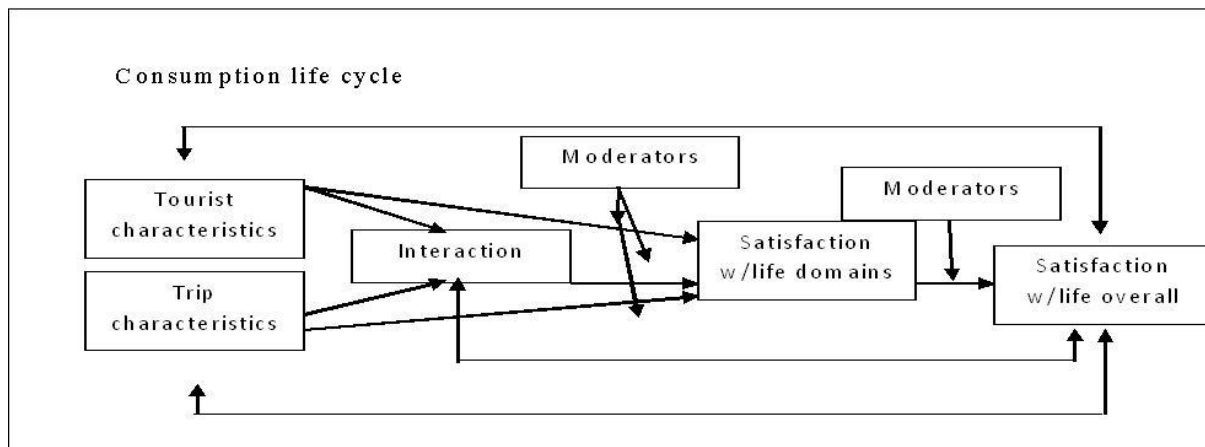 Consumption life cycle
Moderators
Moderators
Tourist
characteristics
Interaction
Satisfaction
w/life domains
Satisfaction
w/life overall
Trip
characteristics